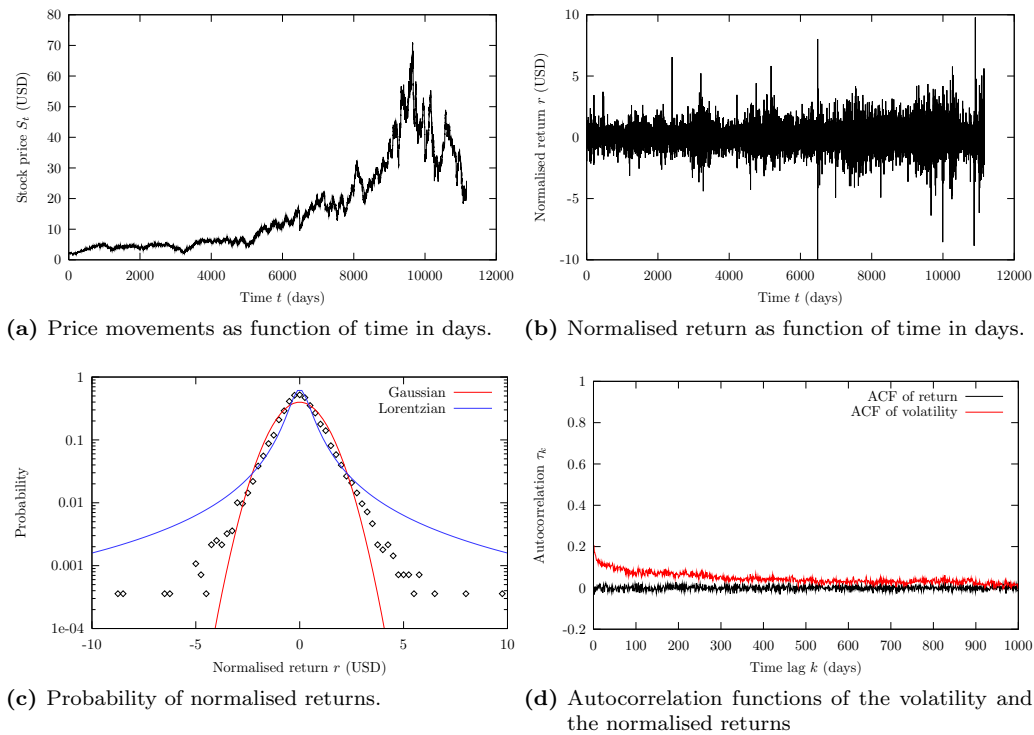 80
70
60
50
40
30
20
10
0
Stock price S_t (USD)
0 2000 4000 6000 8000 10000 12000
Time t (days)
(a) Price movements as function of time in days.
10
5
0
-5
-10
Normalised return r (USD)
0 2000 4000 6000 8000 10000 12000
Time t (days)
(b) Normalised return as function of time in days.
1
0.1
0.01
0.001
1e-04
Probability
Gaussian
Lorentzian
-10 -5 0 5 10
Normalised return r (USD)
(c) Probability of normalised returns.
1
0.8
0.6
0.4
0.2
0
-0.2
Autocorrelation τ_k
ACF of return
ACF of volatility
0 100 200 300 400 500 600 700 800 900 1000
Time lag k (days)
(d) Autocorrelation functions of the volatility and
the normalised returns